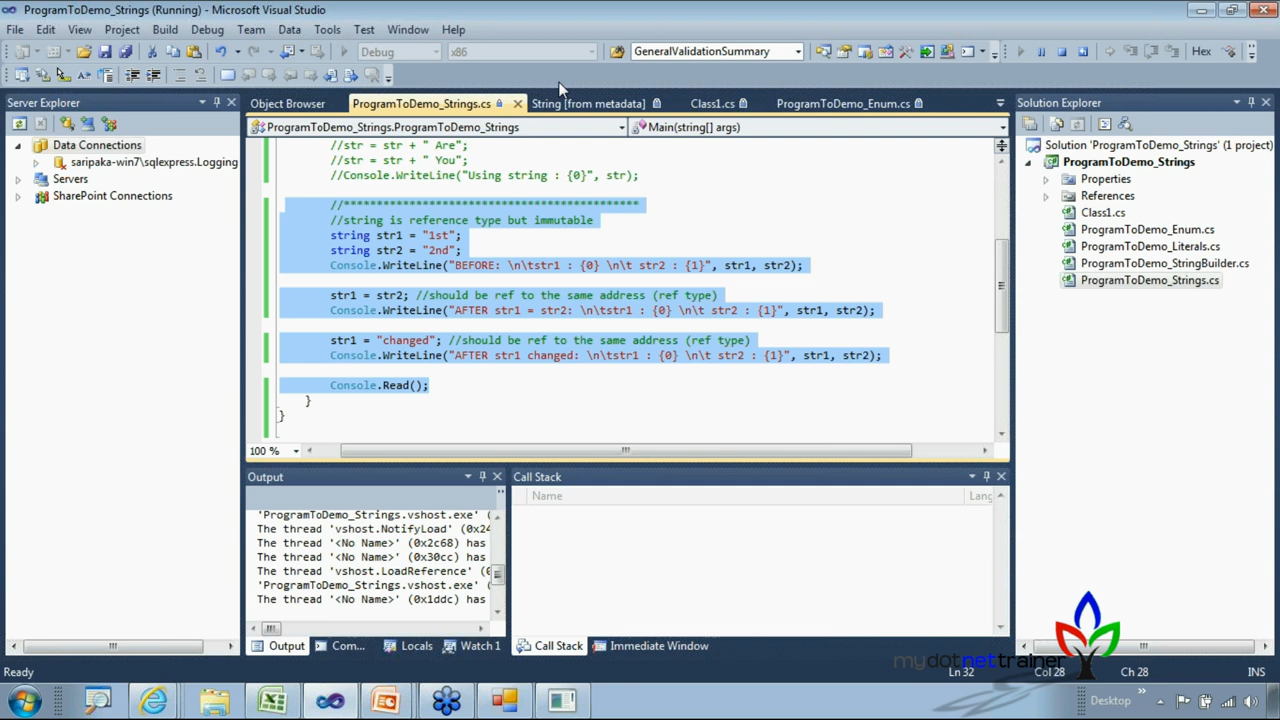 ProgramToDemo_Strings (Running) - Microsoft Visual Studio
File Edit View Project Build Debug Team Data Tools Test Window Help
Debug x86 GeneralValidationSummary Hex
Server Explorer
Data Connections
saripaka-win7\sqlexpress.Logging
Servers
SharePoint Connections
Object Browser ProgramToDemo_Strings.cs String [from metadata] Class1.cs ProgramToDemo_Enum.cs
ProgramToDemo_Strings.ProgramToDemo_Strings Main(string[] args)
//str = str + " Are";
//str = str + " You";
//Console.WriteLine("Using string : {0}", str);
//******************************************
//string is reference type but immutable
string str1 = "1st";
string str2 = "2nd";
Console.WriteLine("BEFORE: \n\tstr1 : {0} \n\t str2 : {1}", str1, str2);
str1 = str2; //should be ref to the same address (ref type)
Console.WriteLine("AFTER str1 = str2: \n\tstr1 : {0} \n\t str2 : {1}", str1, str2);
str1 = "changed"; //should be ref to the same address (ref type)
Console.WriteLine("AFTER str1 changed: \n\tstr1 : {0} \n\t str2 : {1}", str1, str2);
Console.Read();
}
}
100 %
Solution Explorer
Solution 'ProgramToDemo_Strings' (1 project)
ProgramToDemo_Strings
Properties
References
Class1.cs
ProgramToDemo_Enum.cs
ProgramToDemo_Literals.cs
ProgramToDemo_StringBuilder.cs
ProgramToDemo_Strings.cs
Output
'ProgramToDemo_Strings.vshost.exe' (
The thread 'vshost.NotifyLoad' (0x24
The thread '<No Name>' (0x2c68) has
The thread '<No Name>' (0x30cc) has
The thread 'vshost.LoadReference' (
'ProgramToDemo_Strings.vshost.exe' (
The thread '<No Name>' (0x1ddc) has
Output Com... Locals Watch 1
Call Stack
Name Lang
Call Stack Immediate Window
mydotnettrainer
Ready Ln 32 Col 28 Ch 28 INS
Desktop